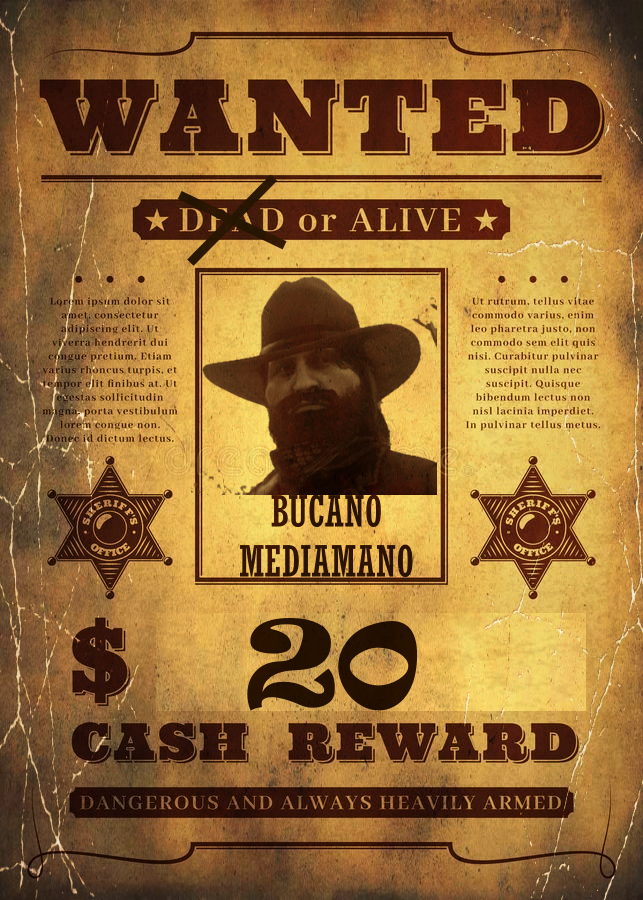 WANTED
★ DEAD or ALIVE ★
Lorem ipsum dolor sit
amet, consectetur
adipiscing elit. Ut
viverra hendrerit dui
congue pretium. Etiam
varius rhoncus turpis, et
tempor elit finibus at. Ut
egestas sollicitudin
magna, porta vestibulum
lorem congue non.
Donec id dictum lectus.
Ut rutrum, tellus vitae
commodo varius, enim
leo pharetra justo, non
commodo sem elit quis
nisi. Curabitur pulvinar
suscipit nulla nec
suscipit. Quisque
bibendum lectus non
nisl lacinia imperdiet.
In pulvinar tellus metus.
BUCANO
MEDIAMANO
SHERIFF'S
OFFICE
SHERIFF'S
OFFICE
$ 20
CASH REWARD
DANGEROUS AND ALWAYS HEAVILY ARMED